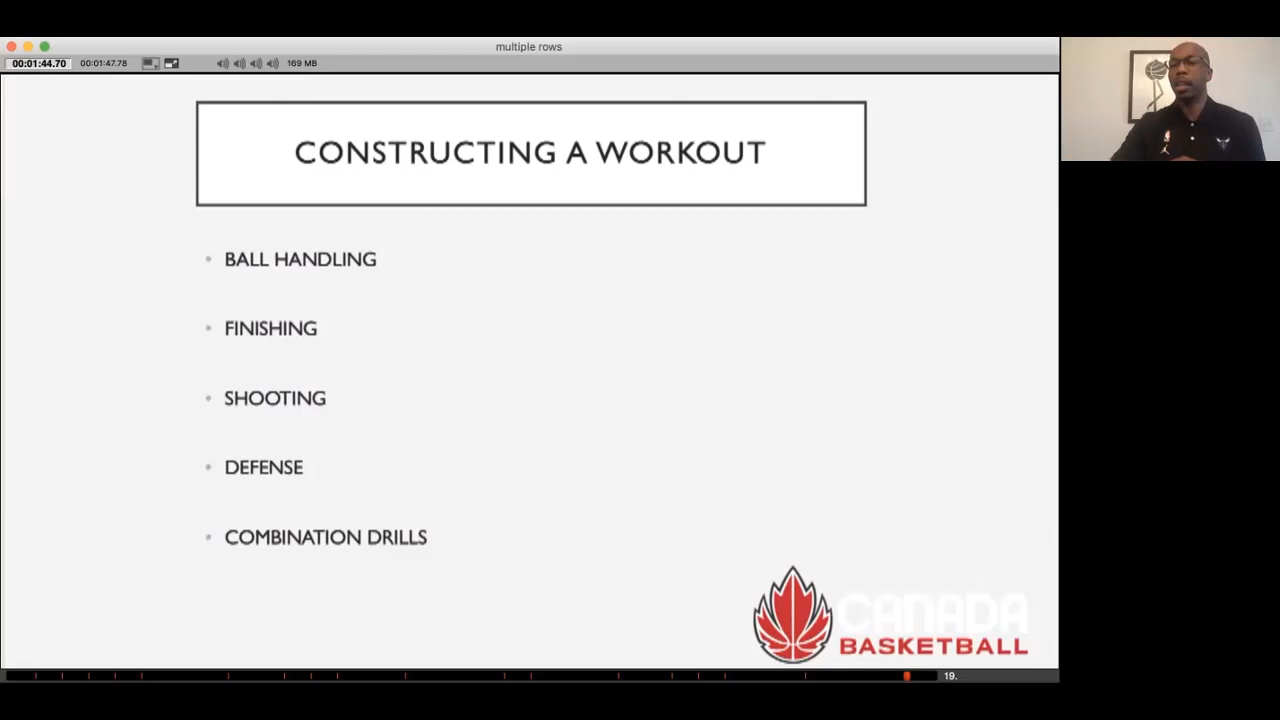 multiple rows
00:01:44.70
00:01:47.78
169 MB
CONSTRUCTING A WORKOUT
BALL HANDLING
FINISHING
SHOOTING
DEFENSE
COMBINATION DRILLS
CANADA
BASKETBALL
19.